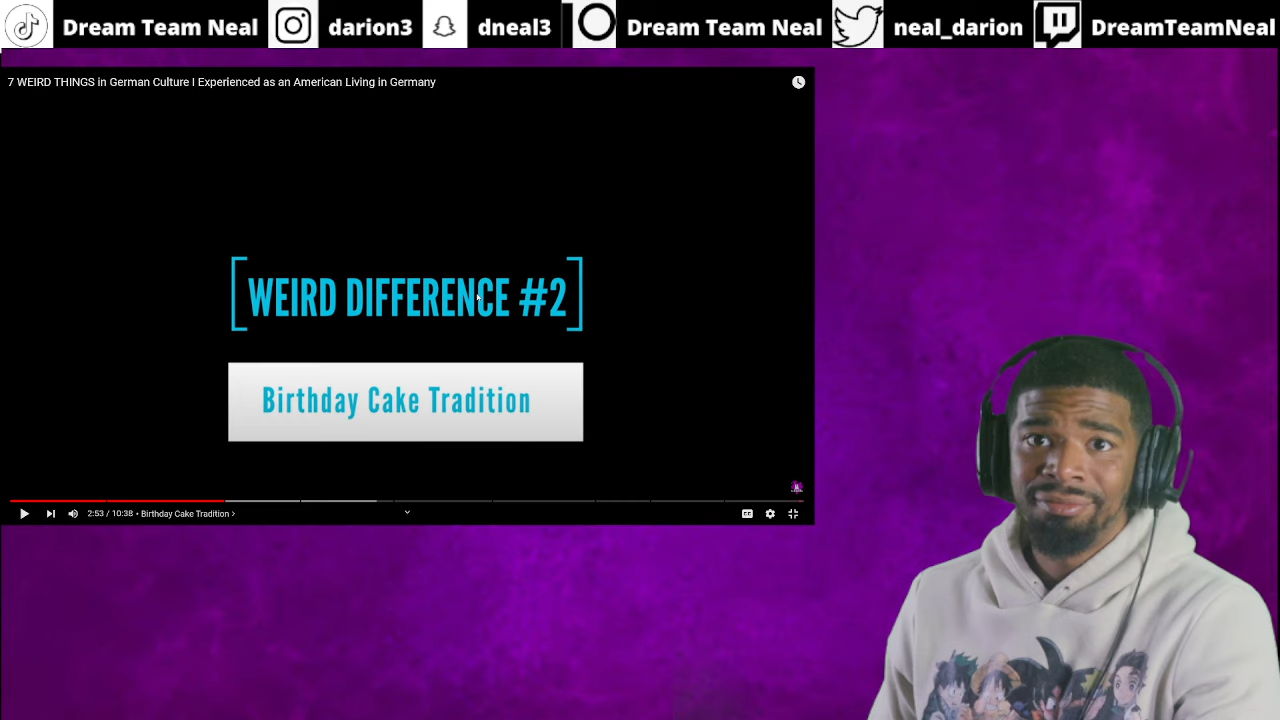 Dream Team Neal darion3 dneal3 Dream Team Neal neal_darion DreamTeamNeal
7 WEIRD THINGS in German Culture I Experienced as an American Living in Germany
WEIRD DIFFERENCE #2
Birthday Cake Tradition
2:53 / 10:38 • Birthday Cake Tradition >
CC